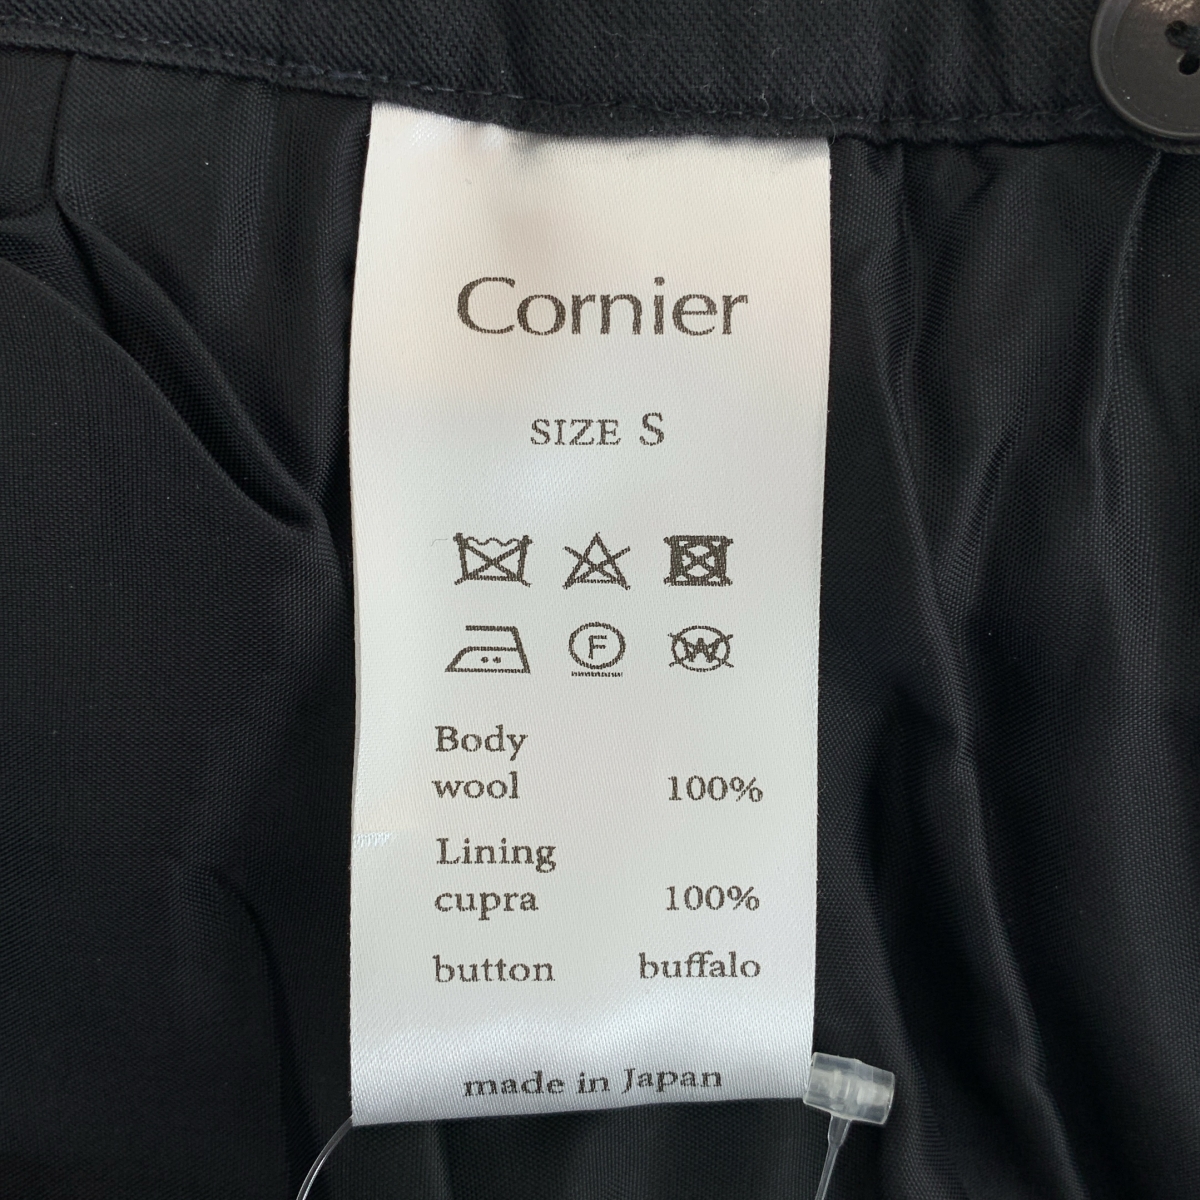 Cornier
SIZE S
F W
Body
wool 100%
Lining
cupra 100%
button buffalo
made in Japan